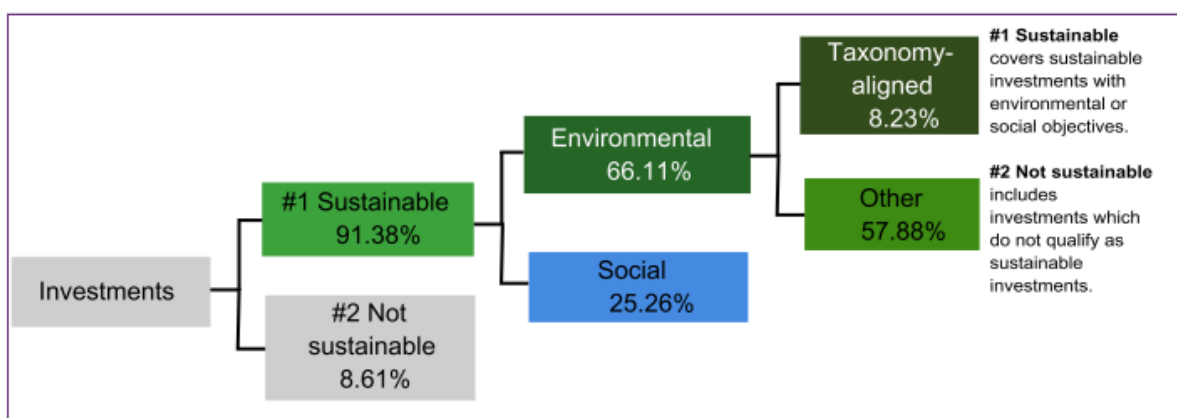 Investments
#1 Sustainable
91.38%
#2 Not
sustainable
8.61%
Environmental
66.11%
Social
25.26%
Taxonomy-
aligned
8.23%
Other
57.88%
#1 Sustainable
covers sustainable
investments with
environmental or
social objectives.
#2 Not sustainable
includes
investments which
do not qualify as
sustainable
investments.